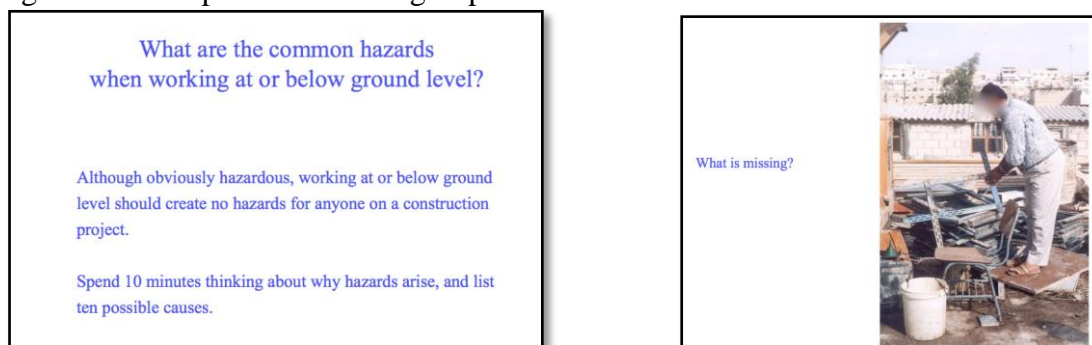 What are the common hazards
when working at or below ground level?
Although obviously hazardous, working at or below ground
level should create no hazards for anyone on a construction
project.
Spend 10 minutes thinking about why hazards arise, and list
ten possible causes.
What is missing?